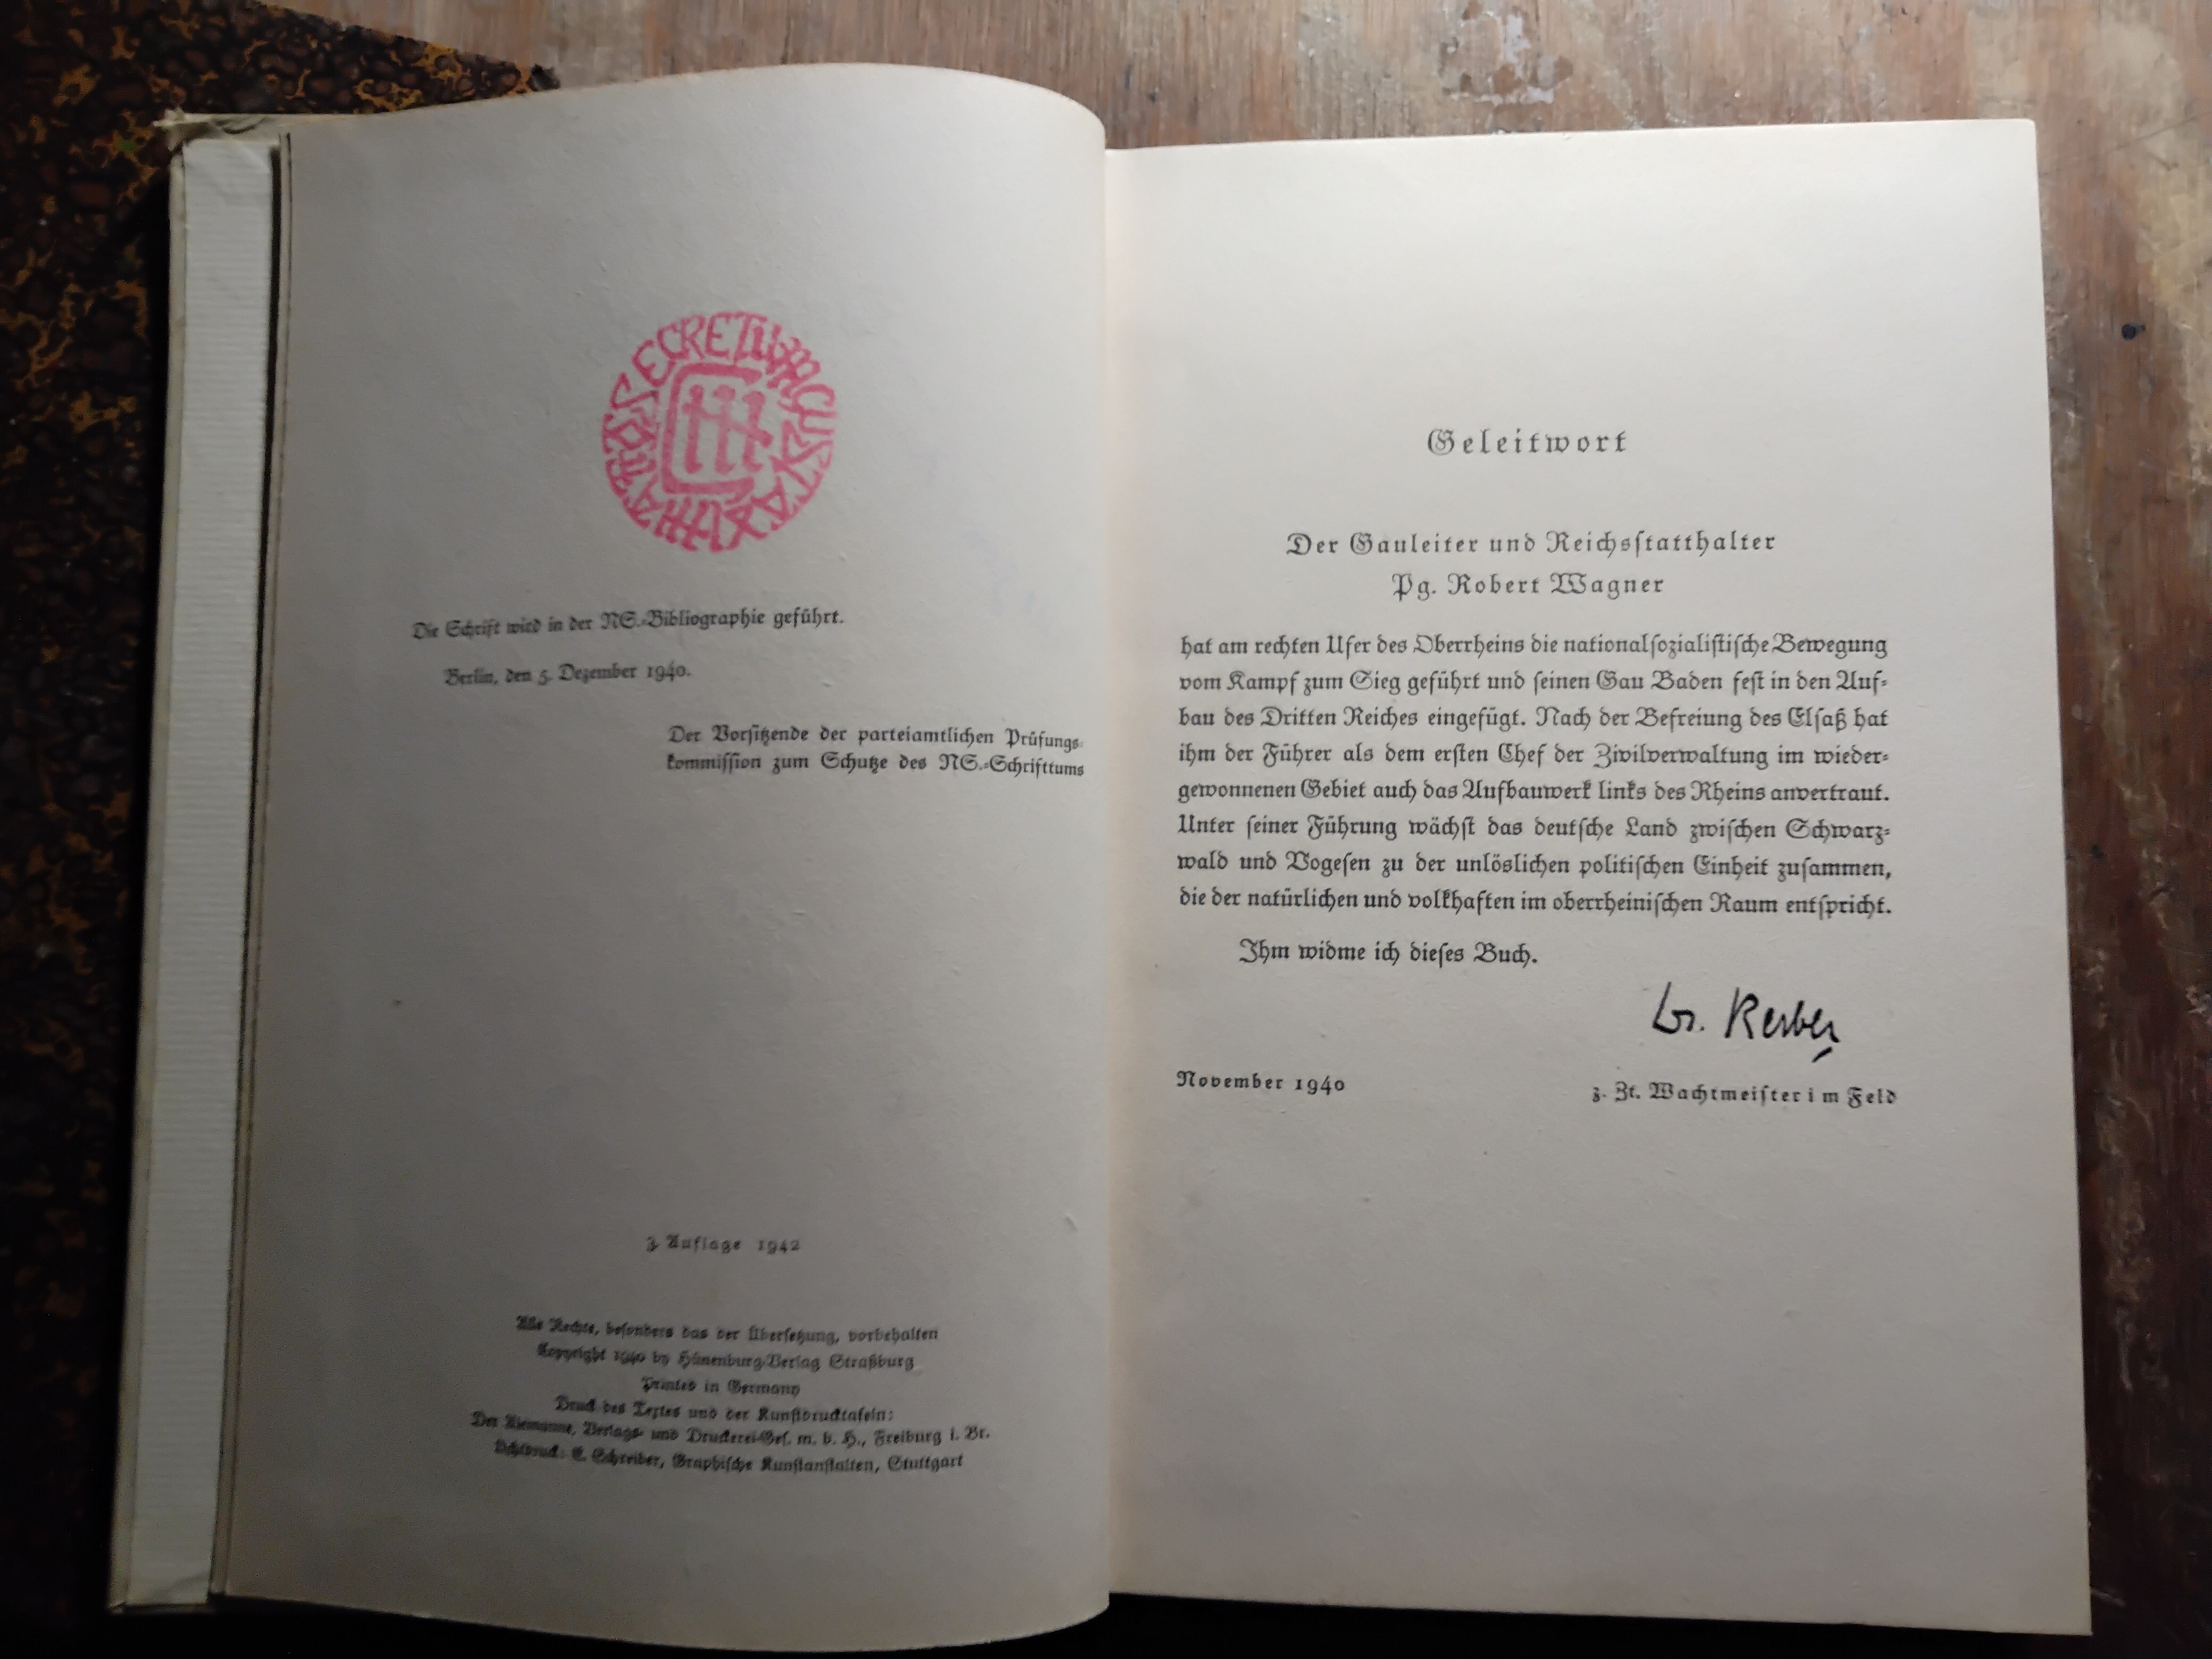 SECRETUM
Die Schrift wird in der NS.-Bibliographie geführt.
Berlin, den 5. Dezember 1940.
Der Vorsitzende der parteiamtlichen Prüfungs-
kommission zum Schutze des NS.-Schrifttums
3. Auflage 1942
Alle Rechte, besonders das der Übersetzung, vorbehalten
Copyright 1940 by Hünenburg-Verlag Straßburg
Printed in Germany
Druck des Textes und der Kunstdrucktafeln:
Der Alemanne, Verlags- und Druckerei-Ges. m. b. H., Freiburg i. Br.
Lichtdruck: E. Schreiber, Graphische Kunstanstalten, Stuttgart
Geleitwort
Der Gauleiter und Reichsſtatthalter
Pg. Robert Wagner
hat am rechten Ufer des Oberrheins die nationalſozialiſtiſche Bewegung
vom Kampf zum Sieg geführt und ſeinen Gau Baden feſt in den Auf-
bau des Dritten Reiches eingefügt. Nach der Befreiung des Elſaß hat
ihm der Führer als dem erſten Chef der Zivilverwaltung im wieder-
gewonnenen Gebiet auch das Aufbauwerk links des Rheins anvertraut.
Unter ſeiner Führung wächſt das deutſche Land zwiſchen Schwarz-
wald und Vogeſen zu der unlöslichen politiſchen Einheit zuſammen,
die der natürlichen und volkhaften im oberrheiniſchen Raum entſpricht.
Ihm widme ich dieſes Buch.
Dr. Kerber
November 1940
z. Zt. Wachtmeiſter im Feld